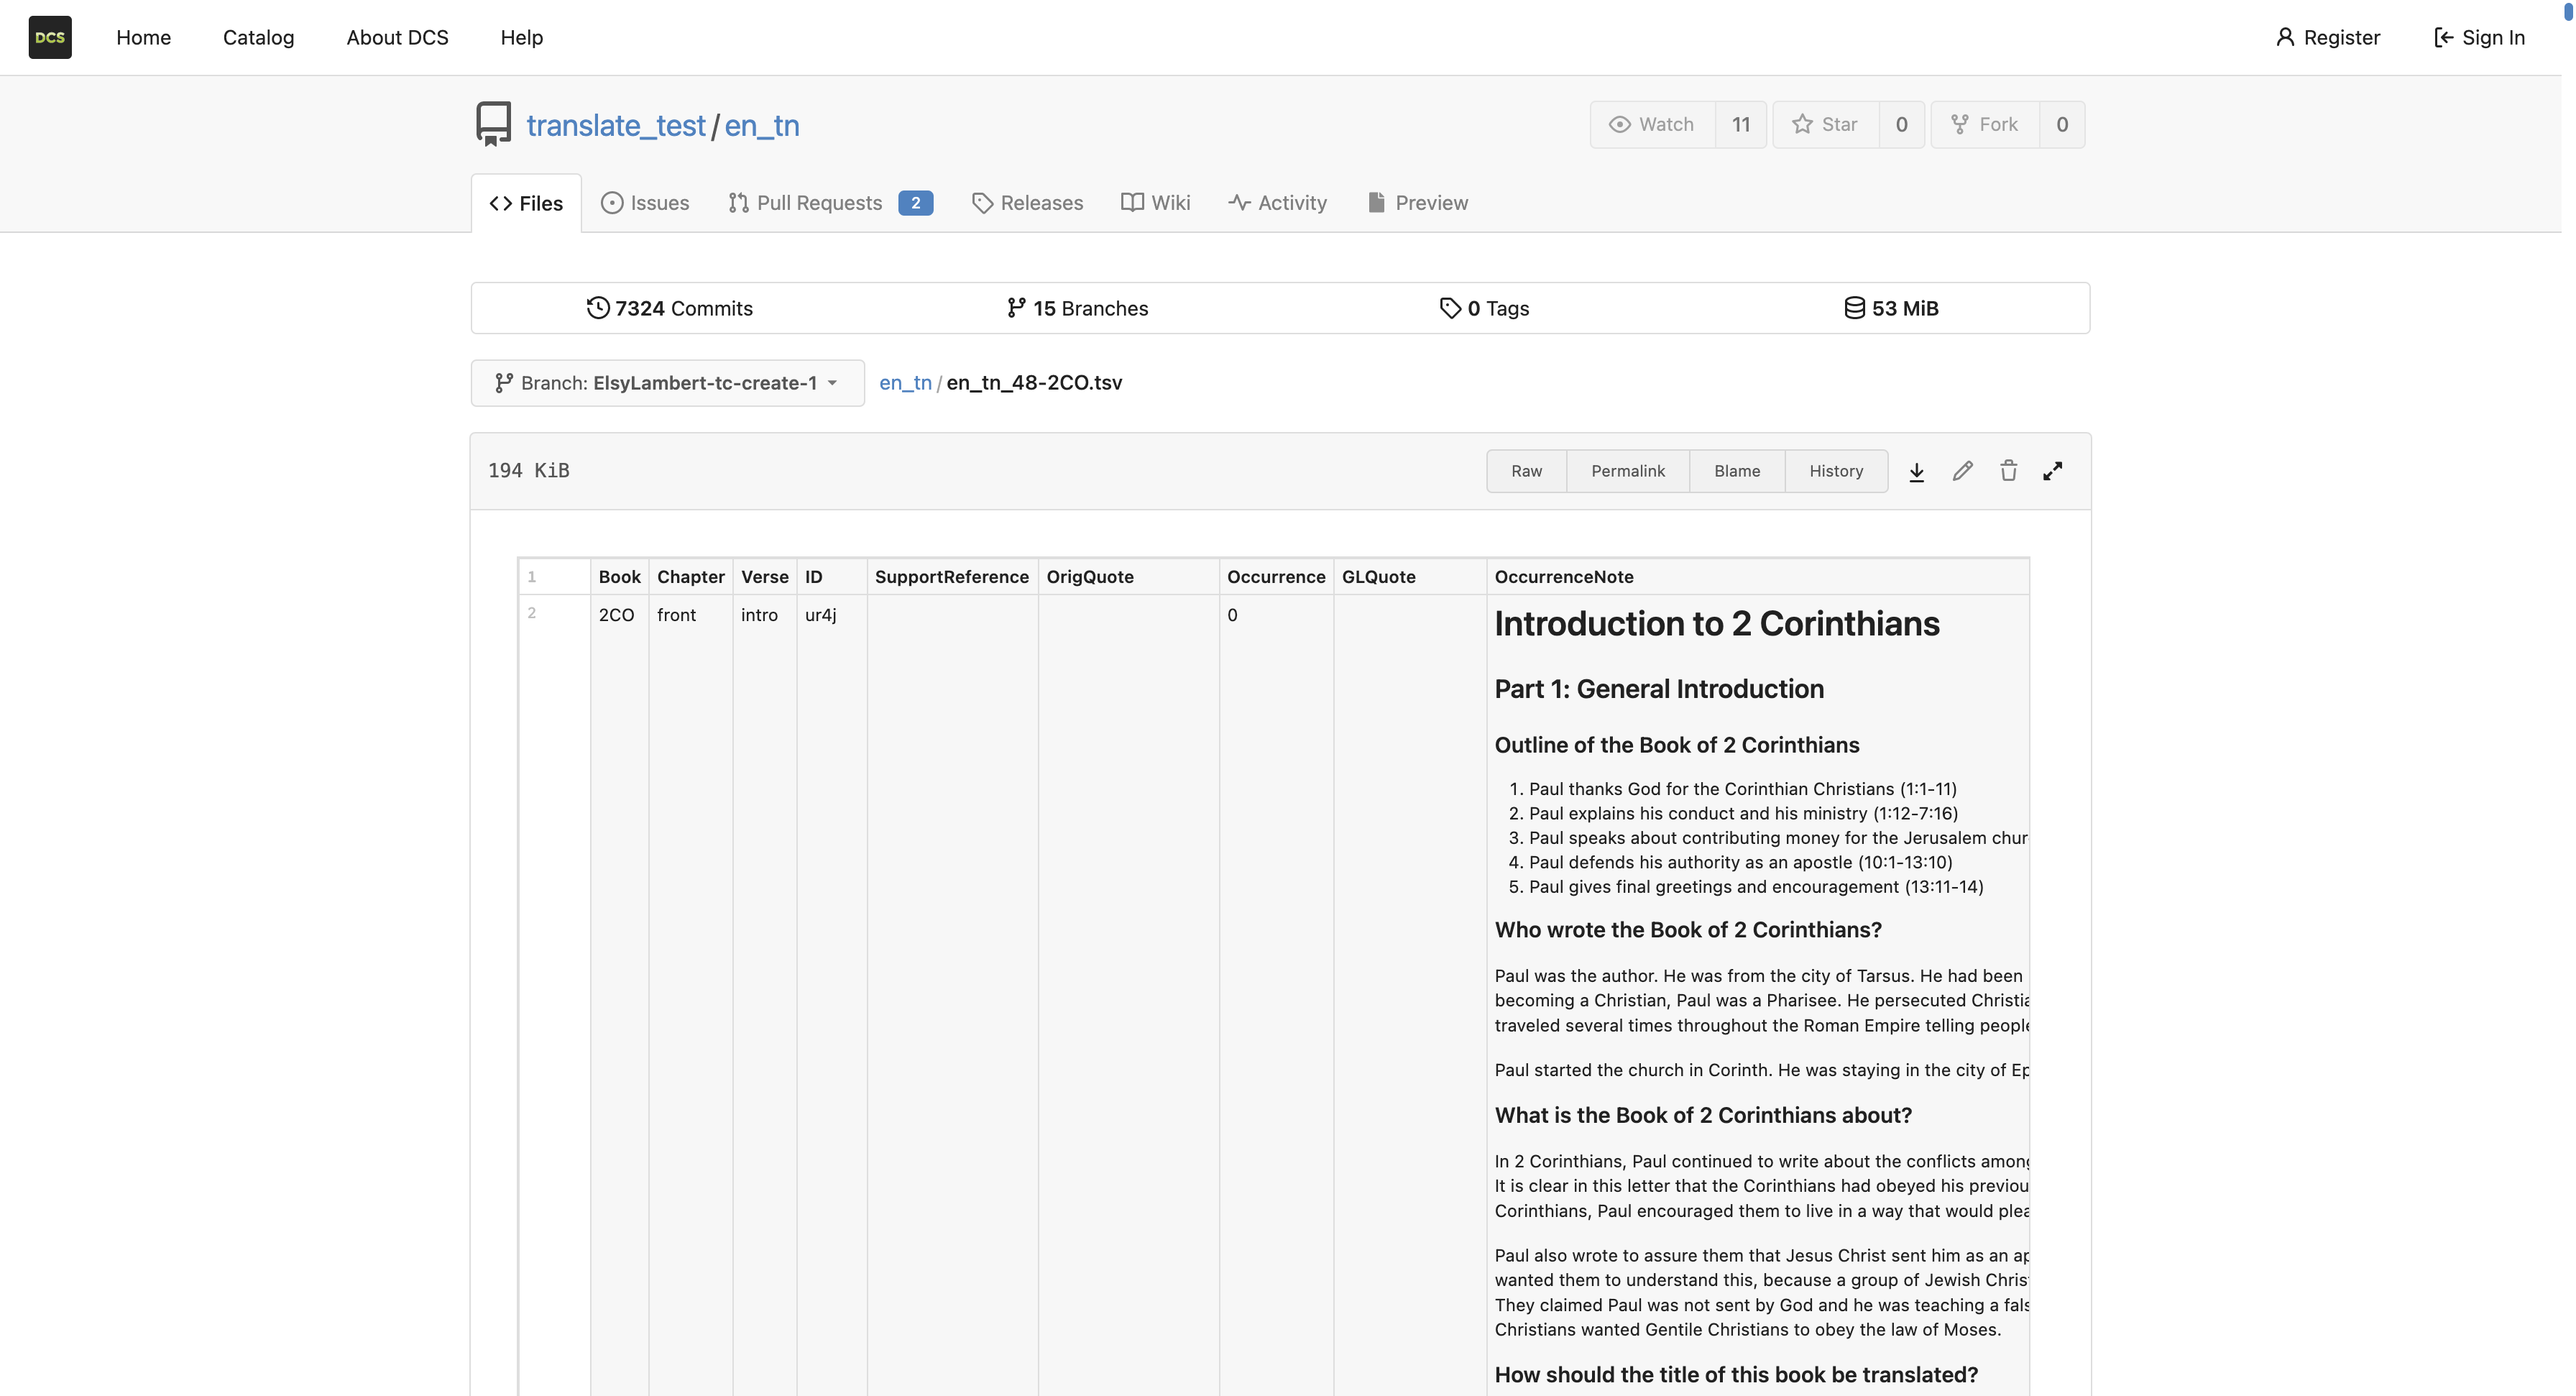 DCS Home Catalog About DCS Help Register Sign In
translate_test / en_tn Watch 11 Star 0 Fork 0
Files Issues Pull Requests 2 Releases Wiki Activity Preview
7324 Commits 15 Branches 0 Tags 53 MiB
Branch: ElsyLambert-tc-create-1 en_tn / en_tn_48-2CO.tsv
194 KiB Raw Permalink Blame History
1 Book Chapter Verse ID SupportReference OrigQuote Occurrence GLQuote OccurrenceNote
2 2CO front intro ur4j 0 Introduction to 2 Corinthians
Part 1: General Introduction
Outline of the Book of 2 Corinthians
1. Paul thanks God for the Corinthian Christians (1:1-11)
2. Paul explains his conduct and his ministry (1:12-7:16)
3. Paul speaks about contributing money for the Jerusalem chur
4. Paul defends his authority as an apostle (10:1-13:10)
5. Paul gives final greetings and encouragement (13:11-14)
Who wrote the Book of 2 Corinthians?
Paul was the author. He was from the city of Tarsus. He had been
becoming a Christian, Paul was a Pharisee. He persecuted Christia
traveled several times throughout the Roman Empire telling people
Paul started the church in Corinth. He was staying in the city of Ep
What is the Book of 2 Corinthians about?
In 2 Corinthians, Paul continued to write about the conflicts among
It is clear in this letter that the Corinthians had obeyed his previou
Corinthians, Paul encouraged them to live in a way that would plea
Paul also wrote to assure them that Jesus Christ sent him as an ap
wanted them to understand this, because a group of Jewish Chris
They claimed Paul was not sent by God and he was teaching a fals
Christians wanted Gentile Christians to obey the law of Moses.
How should the title of this book be translated?